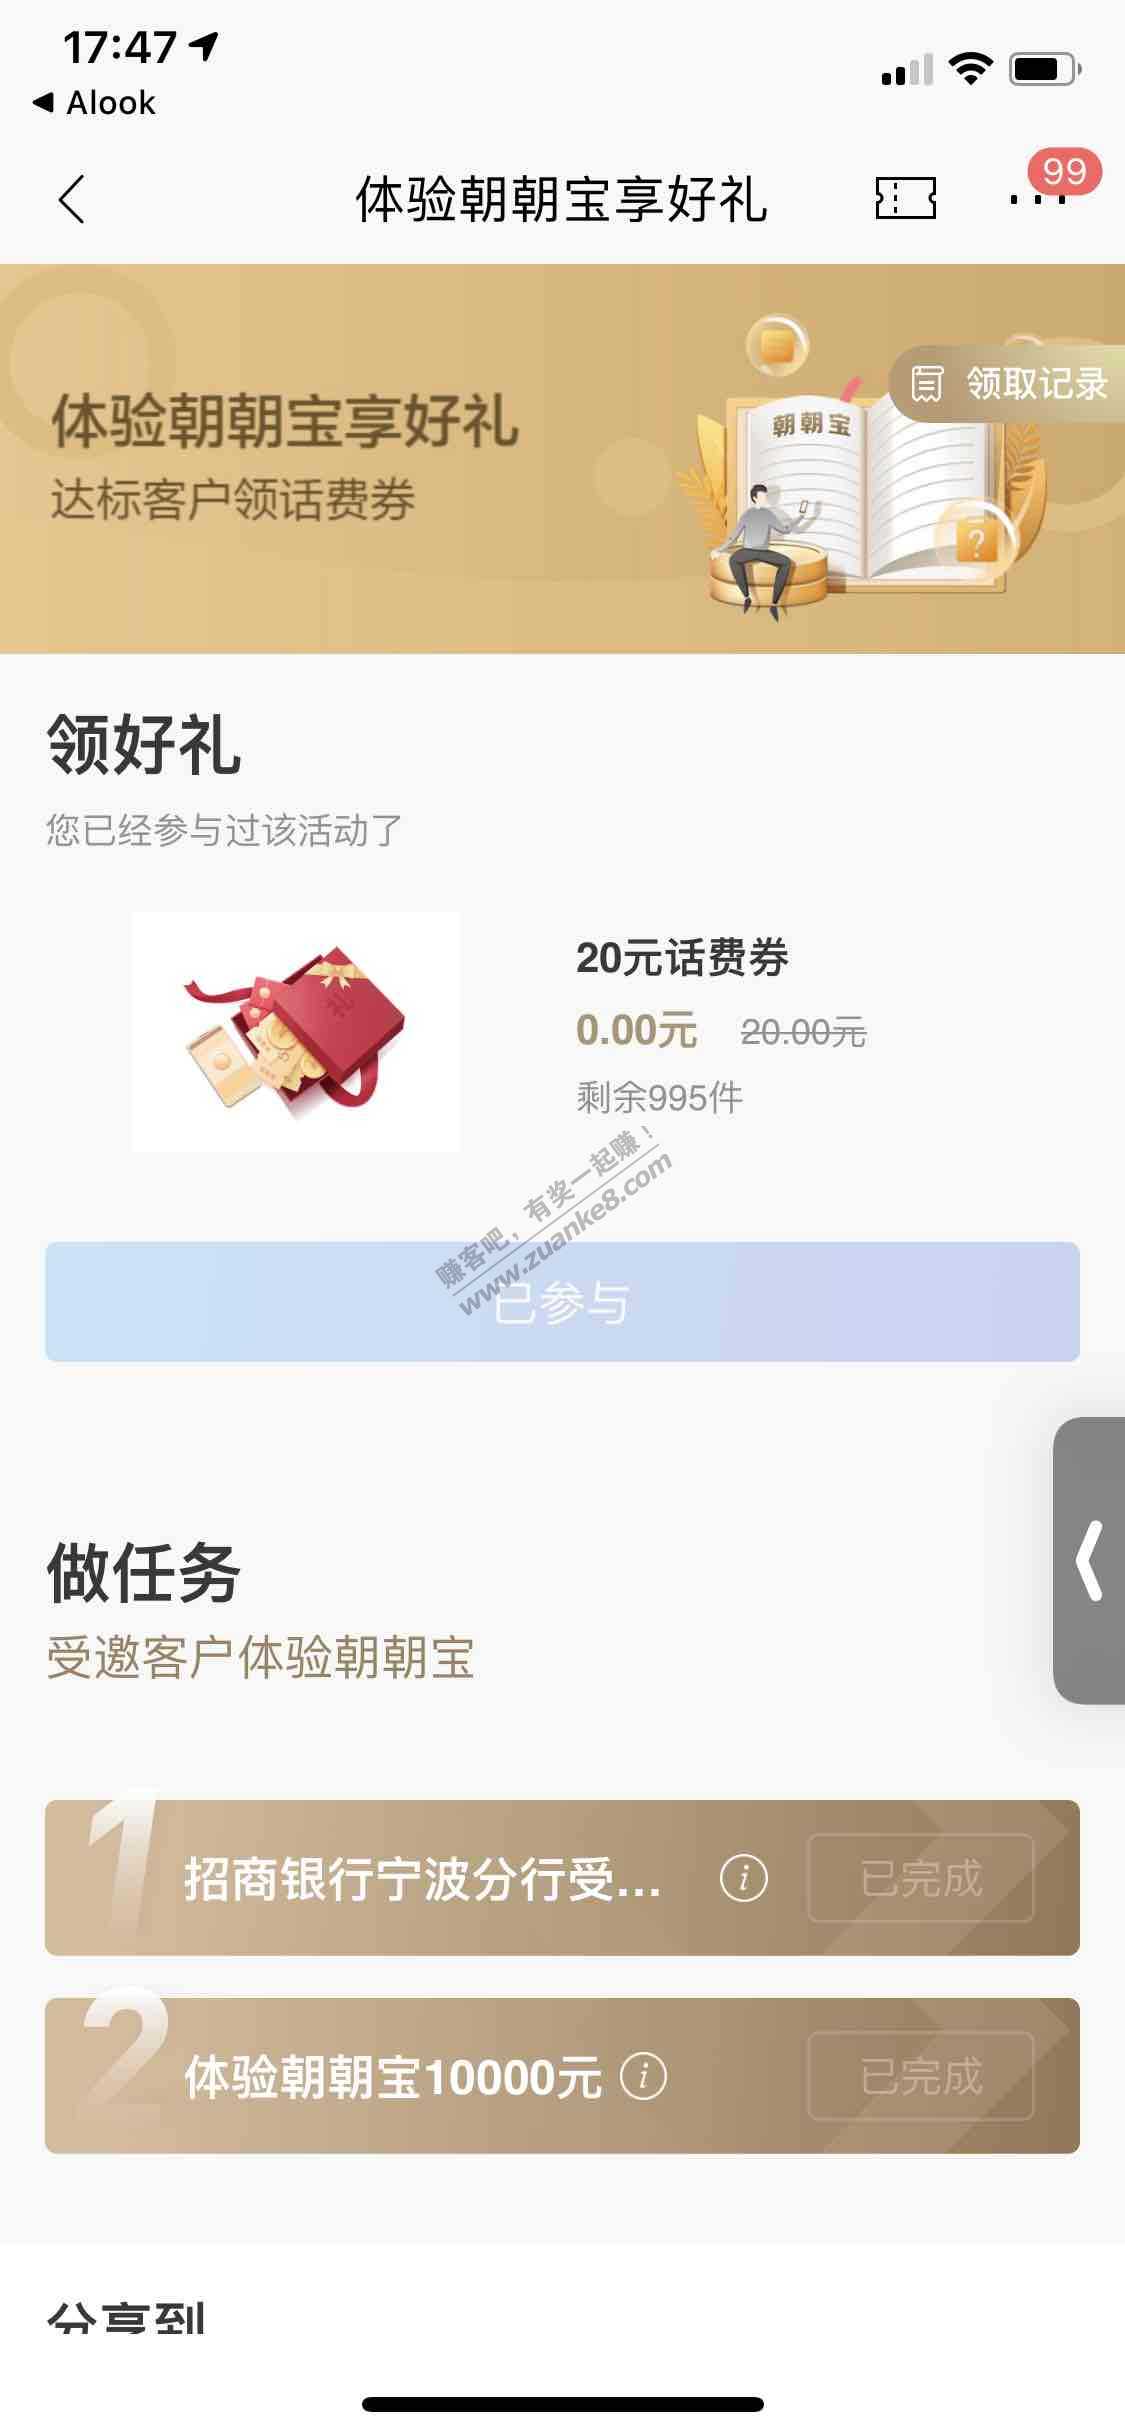 17:47
Alook
体验朝朝宝享好礼
99
领取记录
朝朝宝
体验朝朝宝享好礼
达标客户领话费券
?
领好礼
您已经参与过该活动了
礼
20元话费券
0.00元 20.00元
剩余995件
赚客吧，有奖一起赚！
www.zuanke8.com
已参与
做任务
受邀客户体验朝朝宝
1 招商银行宁波分行受... i 已完成
2 体验朝朝宝10000元 i 已完成
分享到